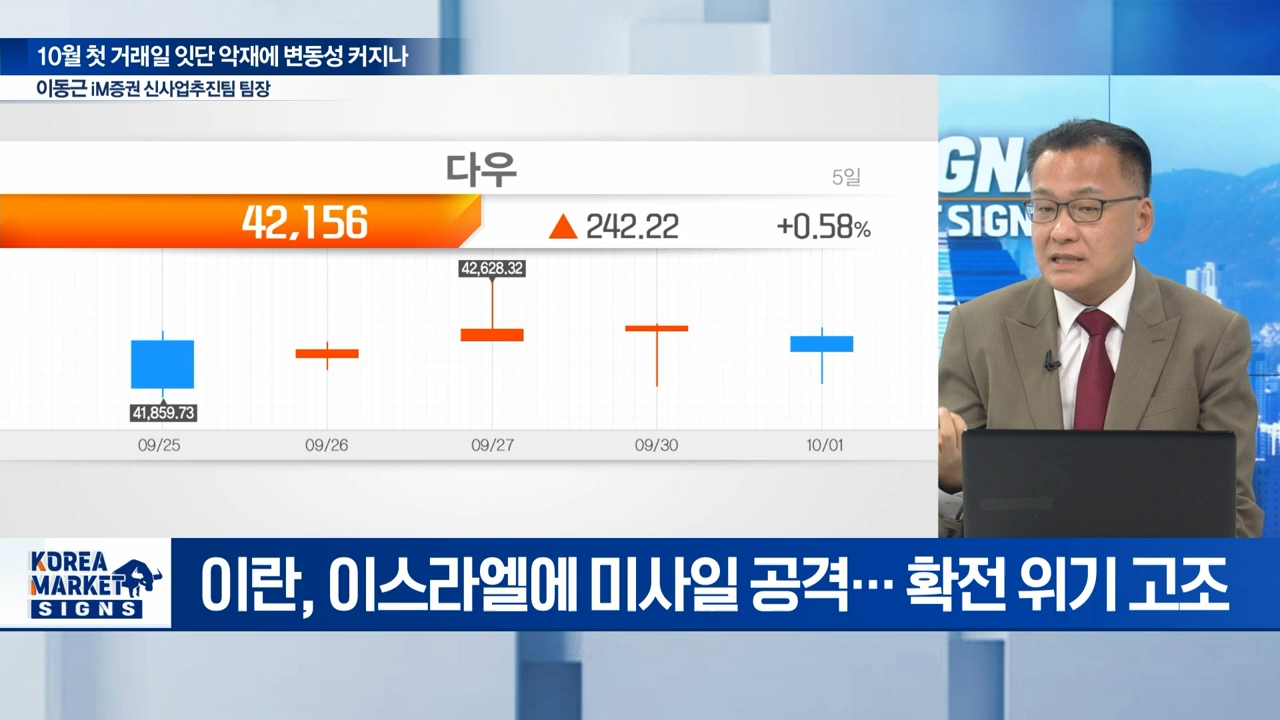 10월 첫 거래일 잇단 악재에 변동성 커지나
이동근 iM증권 신사업추진팀 팀장
다우
5일
42,156
▲ 242.22
+0.58%
42,628.32
41,859.73
09/25
09/26
09/27
09/30
10/01
GNA
T SIGN
KOREA
MARKET
SIGNS
이란, 이스라엘에 미사일 공격… 확전 위기 고조